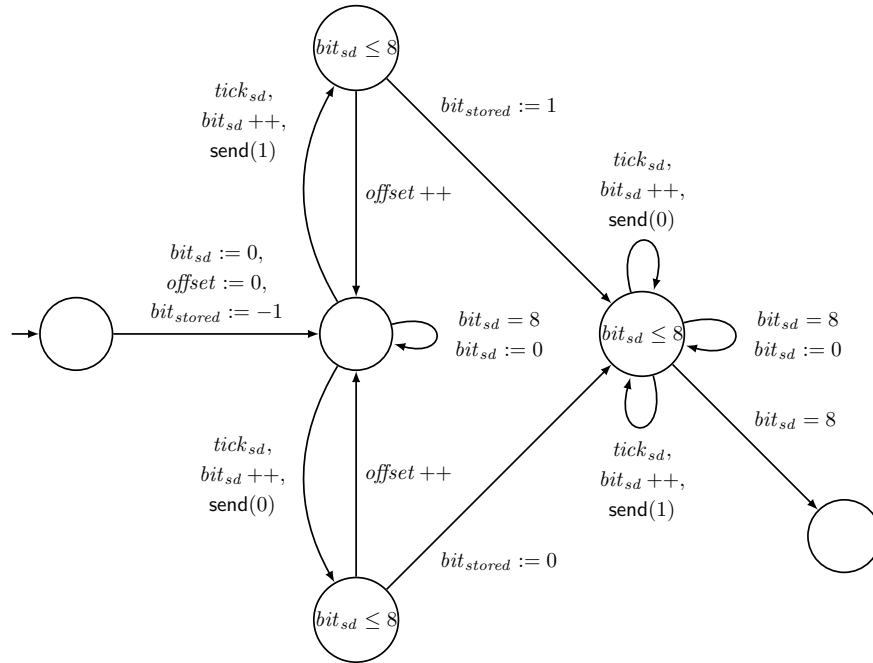 bit_sd ≤ 8
tick_sd,
bit_sd ++,
send(1)
bit_stored := 1
offset ++
tick_sd,
bit_sd ++,
send(0)
bit_sd := 0,
offset := 0,
bit_stored := −1
bit_sd = 8
bit_sd := 0
bit_sd ≤ 8
bit_sd = 8
bit_sd := 0
bit_sd = 8
tick_sd,
bit_sd ++,
send(0)
offset ++
tick_sd,
bit_sd ++,
send(1)
bit_stored := 0
bit_sd ≤ 8